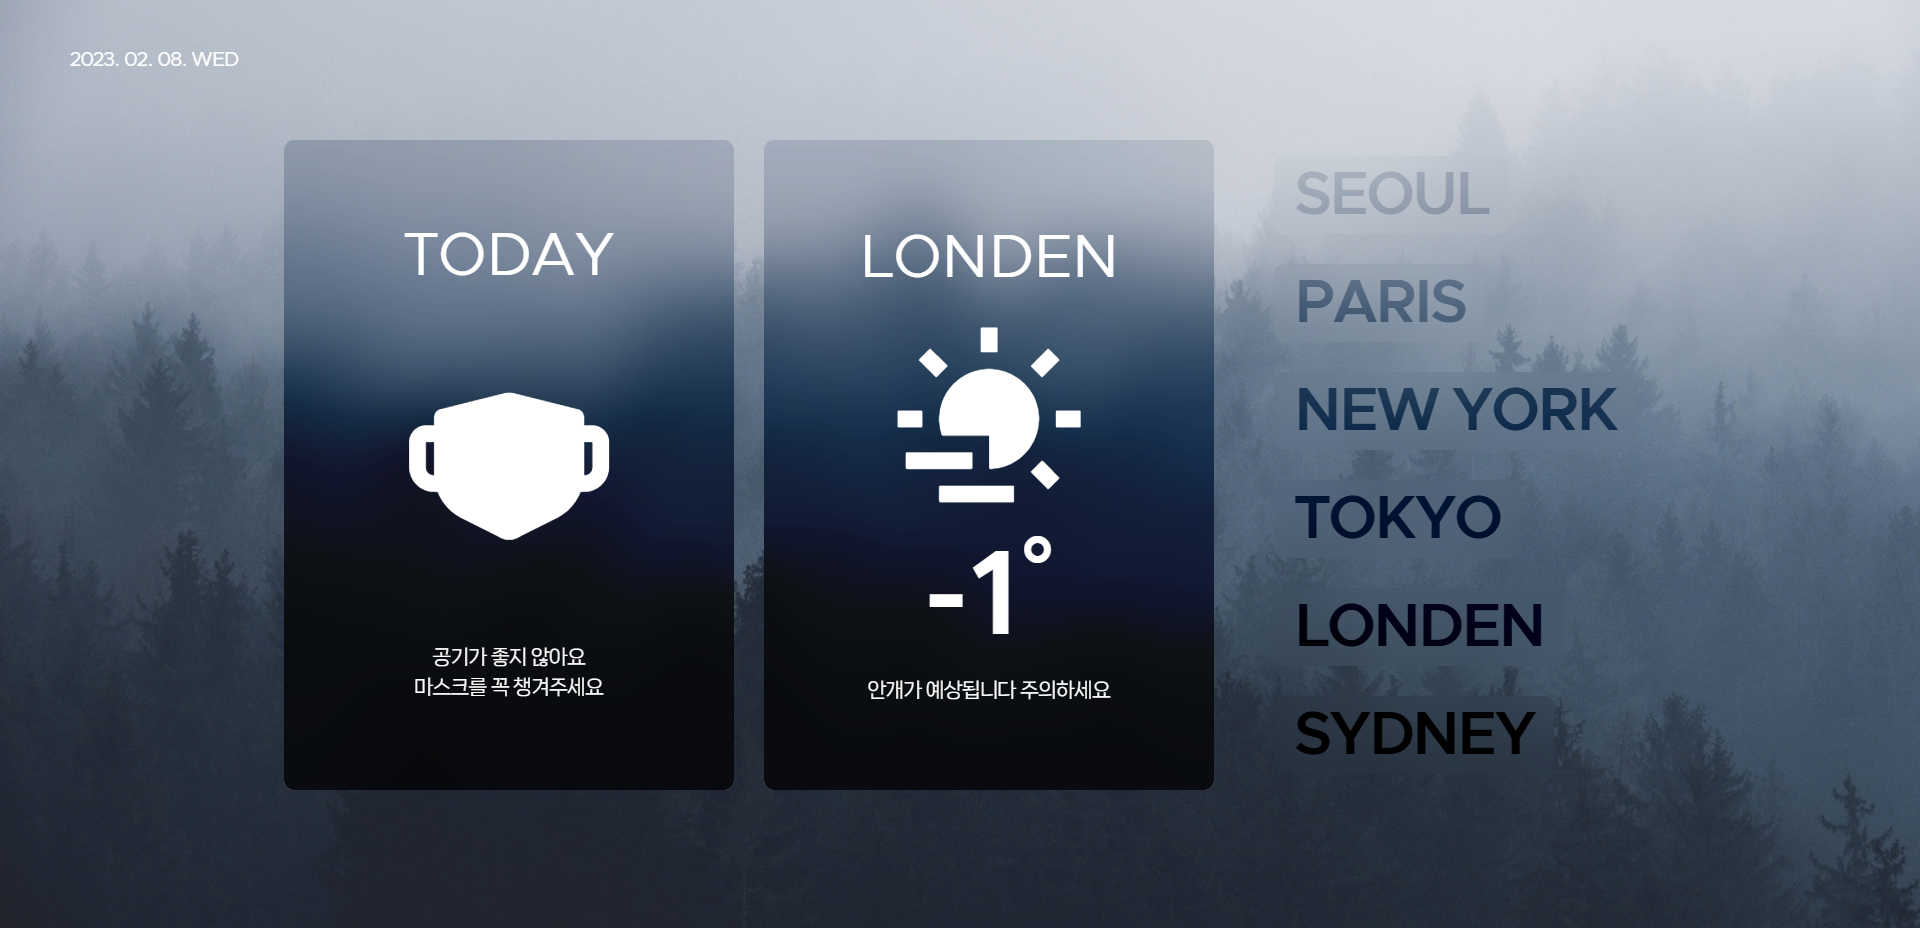 2023. 02. 08. WED
TODAY
공기가 좋지 않아요
마스크를 꼭 챙겨주세요
LONDEN
-1°
안개가 예상됩니다 주의하세요
SEOUL
PARIS
NEW YORK
TOKYO
LONDEN
SYDNEY